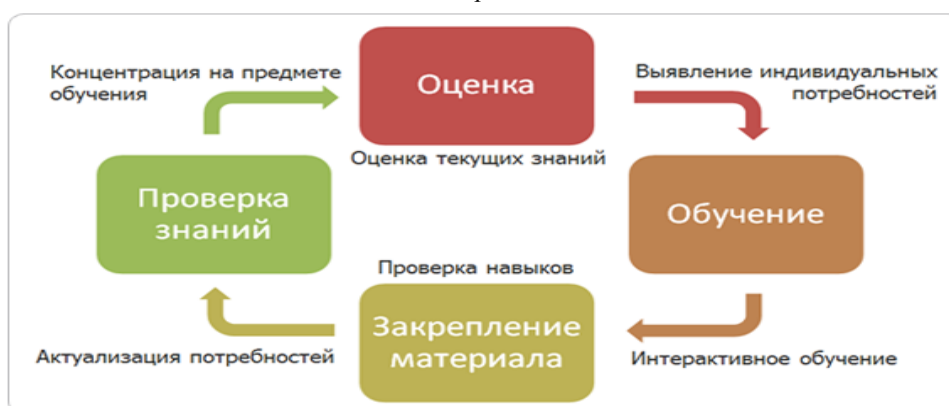 Концентрация на предмете
обучения
Оценка
Выявление индивидуальных
потребностей
Оценка текущих знаний
Проверка
знаний
Обучение
Проверка навыков
Закрепление
материала
Актуализация потребностей
Интерактивное обучение